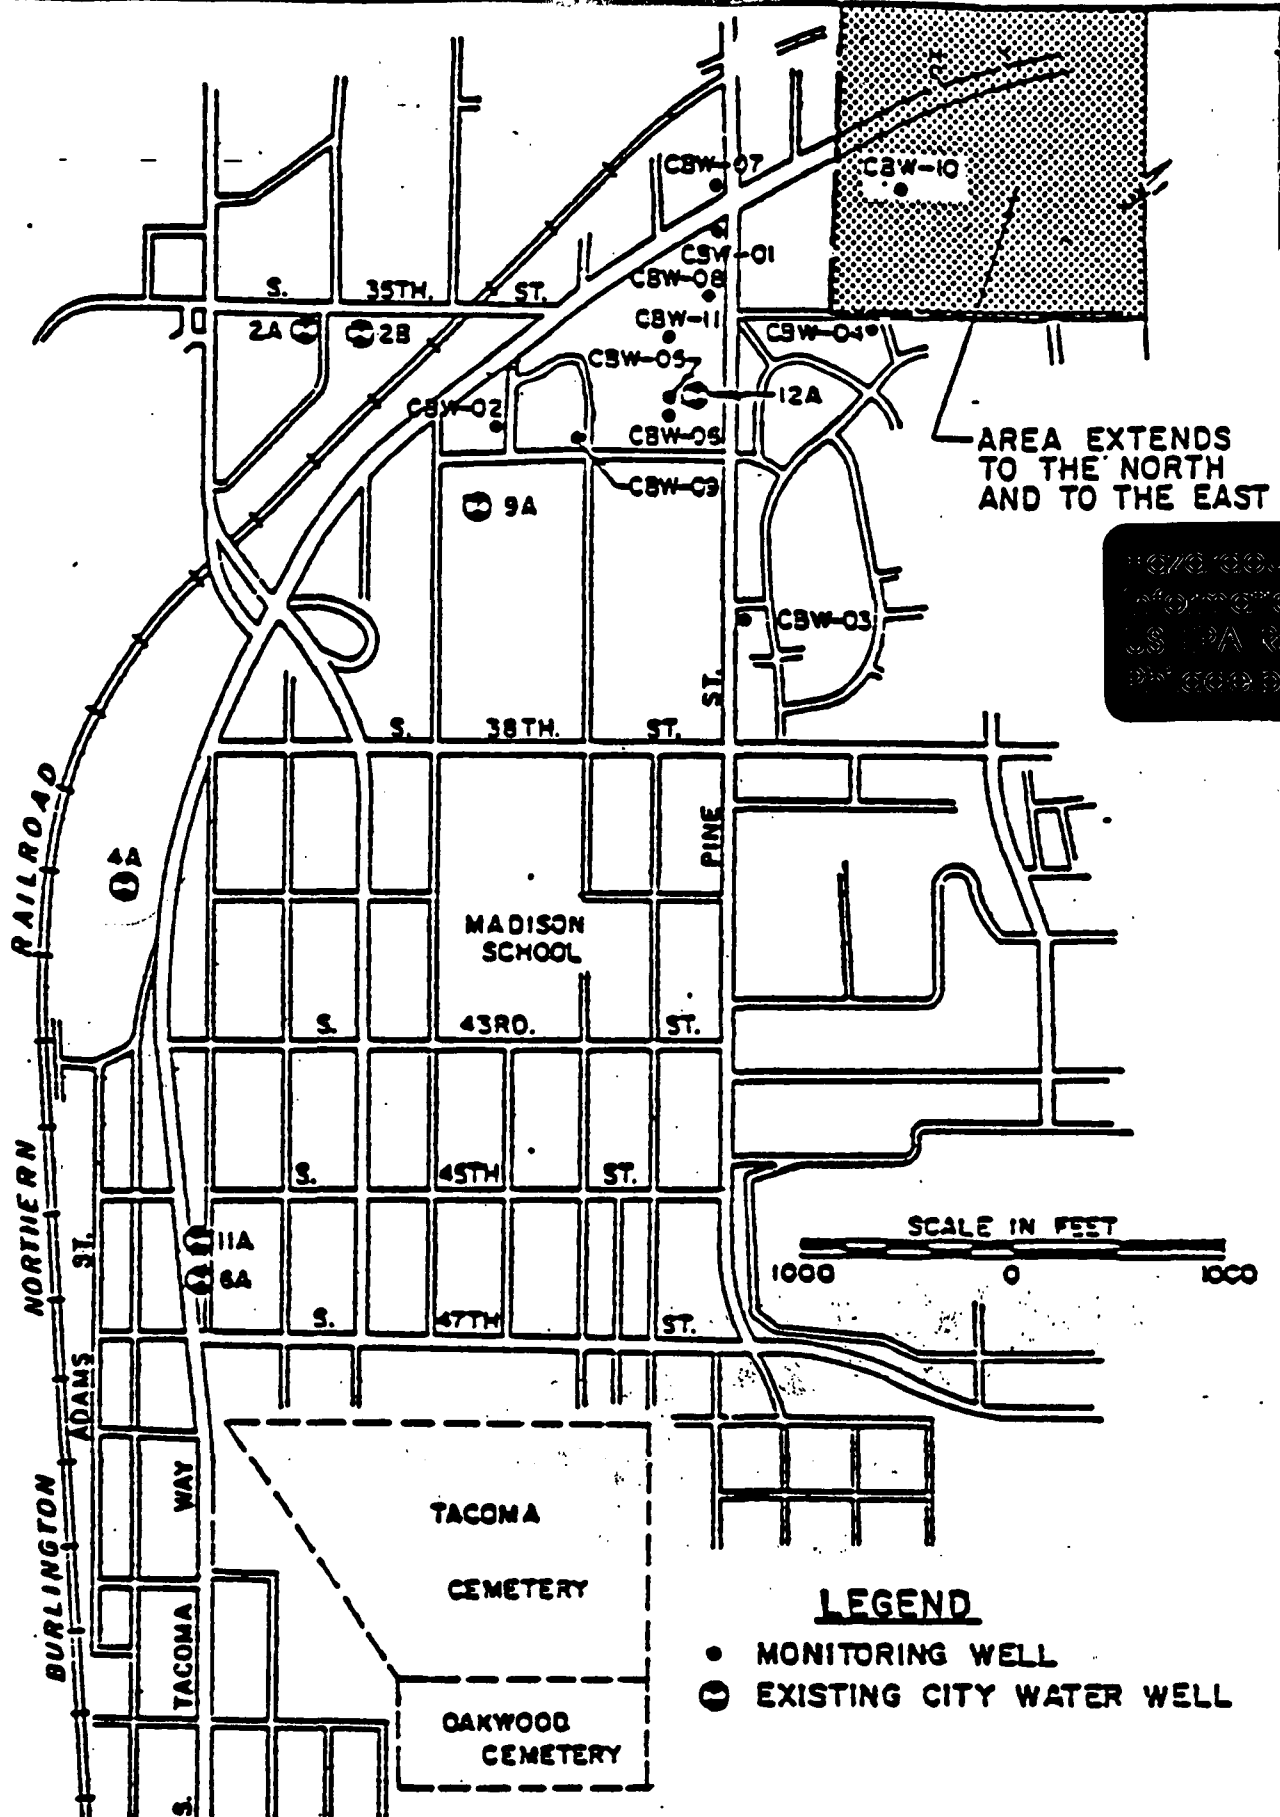 CBW-07
CBW-10
CBW-01
CBW-08
S. 35TH. ST.
2A
2B
CBW-11
CBW-04
CBW-05
12A
CBW-02
CBW-06
AREA EXTENDS
TO THE NORTH
AND TO THE EAST
CBW-09
9A
CBW-03
S. 38TH. ST.
PINE ST.
4A
MADISON
SCHOOL
S. 43RD. ST.
S. 45TH ST.
11A
6A
SCALE IN FEET
1000 0 1000
S. 47TH ST.
BURLINGTON NORTHERN RAILROAD
ADAMS ST.
S. TACOMA WAY
TACOMA
CEMETERY
OAKWOOD
CEMETERY
LEGEND
MONITORING WELL
EXISTING CITY WATER WELL